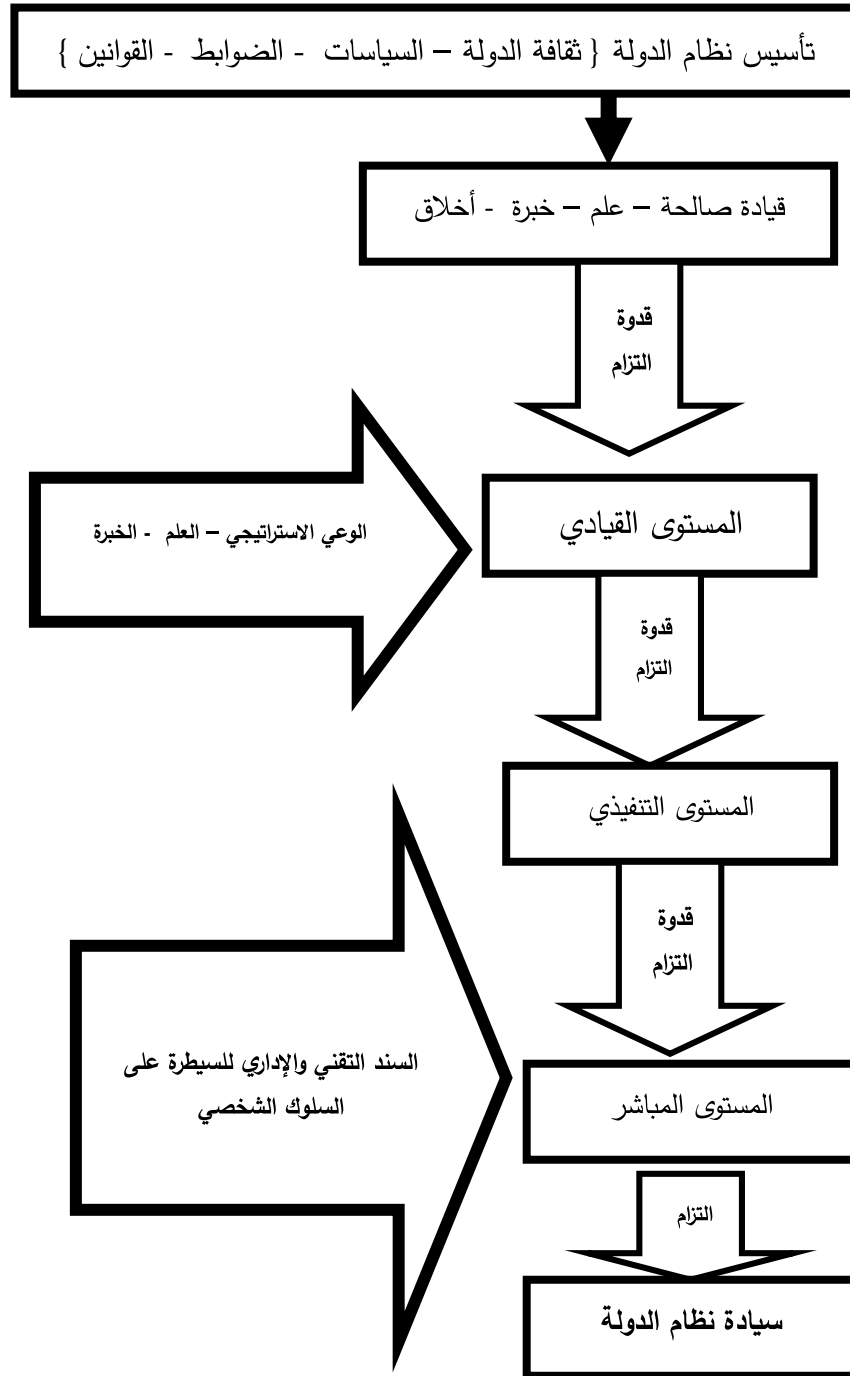 تأسيس نظام الدولة { ثقافة الدولة – السياسات - الضوابط - القوانين }
قيادة صالحة – علم – خبرة - أخلاق
قدوة
التزام
المستوى القيادي
الوعي الاستراتيجي – العلم - الخبرة
قدوة
التزام
المستوى التنفيذي
قدوة
التزام
المستوى المباشر
السند التقني والإداري للسيطرة على
السلوك الشخصي
التزام
سيادة نظام الدولة